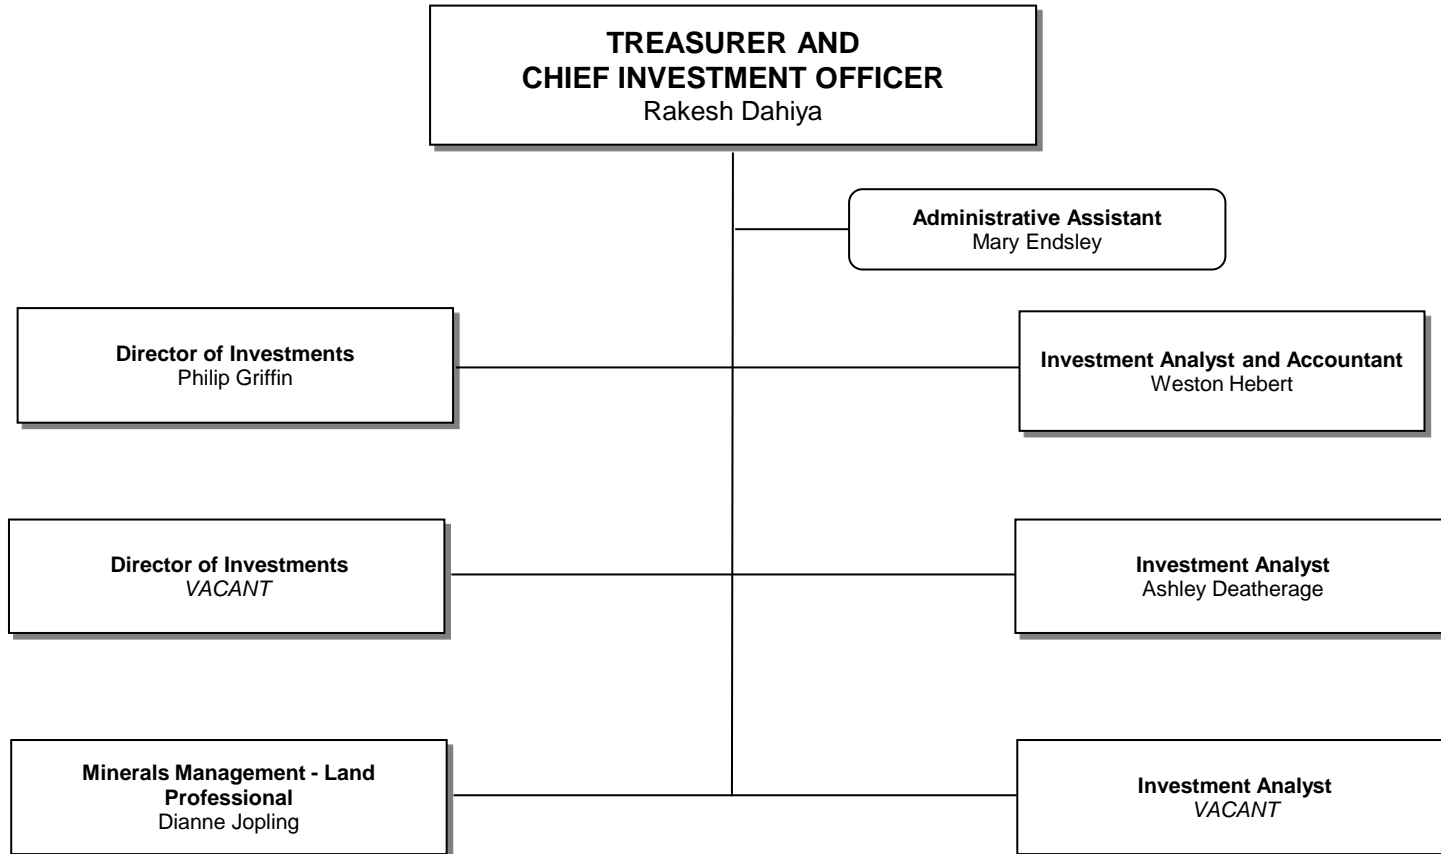 TREASURER AND
CHIEF INVESTMENT OFFICER
Rakesh Dahiya
Administrative Assistant
Mary Endsley
Director of Investments
Philip Griffin
Investment Analyst and Accountant
Weston Hebert
Director of Investments
VACANT
Investment Analyst
Ashley Deatherage
Minerals Management - Land
Professional
Dianne Jopling
Investment Analyst
VACANT